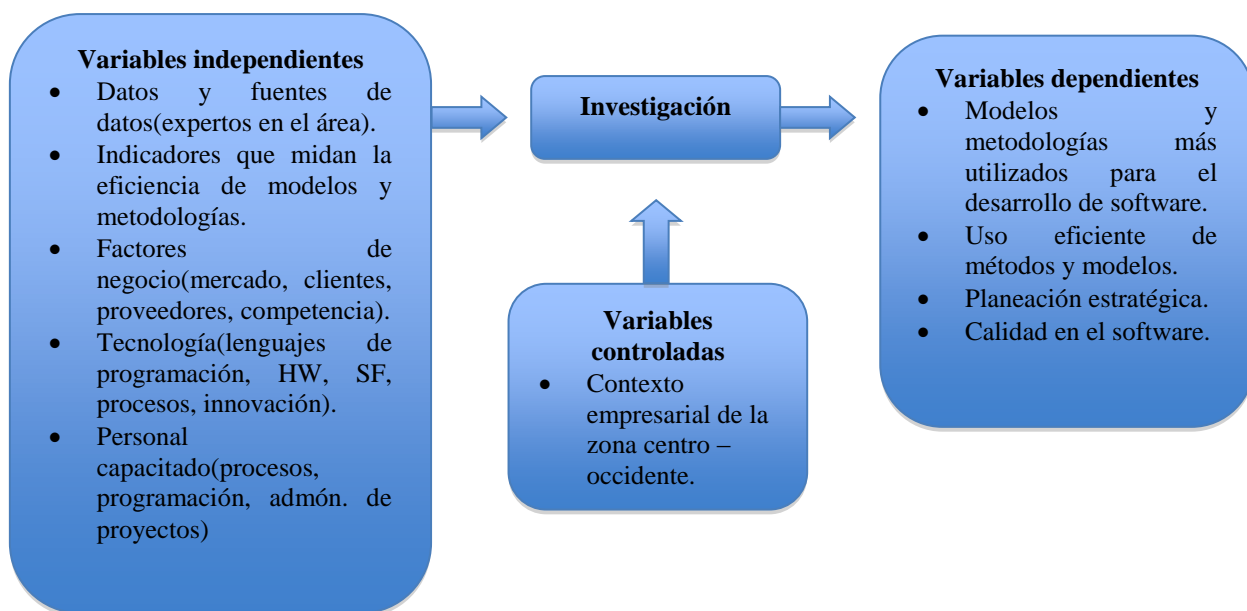 Variables independientes
• Datos y fuentes de
datos(expertos en el área).
• Indicadores que midan la
eficiencia de modelos y
metodologías.
• Factores de
negocio(mercado, clientes,
proveedores, competencia).
• Tecnología(lenguajes de
programación, HW, SF,
procesos, innovación).
• Personal
capacitado(procesos,
programación, admón. de
proyectos)
Investigación
Variables
controladas
• Contexto
empresarial de la
zona centro –
occidente.
Variables dependientes
• Modelos y
metodologías más
utilizados para el
desarrollo de software.
• Uso eficiente de
métodos y modelos.
• Planeación estratégica.
• Calidad en el software.